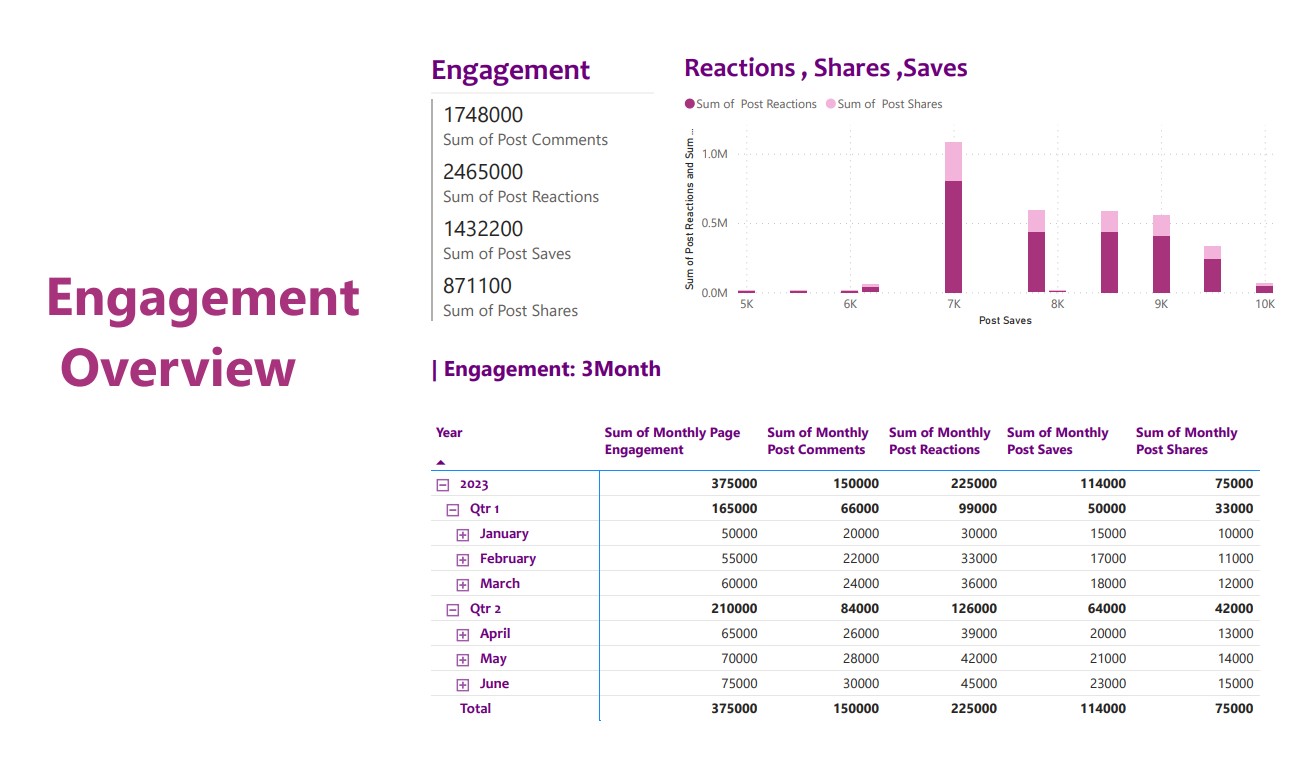 Engagement
Overview
Engagement
1748000
Sum of Post Comments
2465000
Sum of Post Reactions
1432200
Sum of Post Saves
871100
Sum of Post Shares
Reactions , Shares ,Saves
Sum of  Post Reactions Sum of  Post Shares
Sum of Post Reactions and Sum ...
1.0M
0.5M
0.0M
5K 6K 7K 8K 9K 10K
Post Saves
| Engagement: 3Month
Year Sum of Monthly Page Engagement Sum of Monthly Post Comments Sum of Monthly Post Reactions Sum of Monthly Post Saves Sum of Monthly Post Shares
2023 375000 150000 225000 114000 75000
Qtr 1 165000 66000 99000 50000 33000
January 50000 20000 30000 15000 10000
February 55000 22000 33000 17000 11000
March 60000 24000 36000 18000 12000
Qtr 2 210000 84000 126000 64000 42000
April 65000 26000 39000 20000 13000
May 70000 28000 42000 21000 14000
June 75000 30000 45000 23000 15000
Total 375000 150000 225000 114000 75000